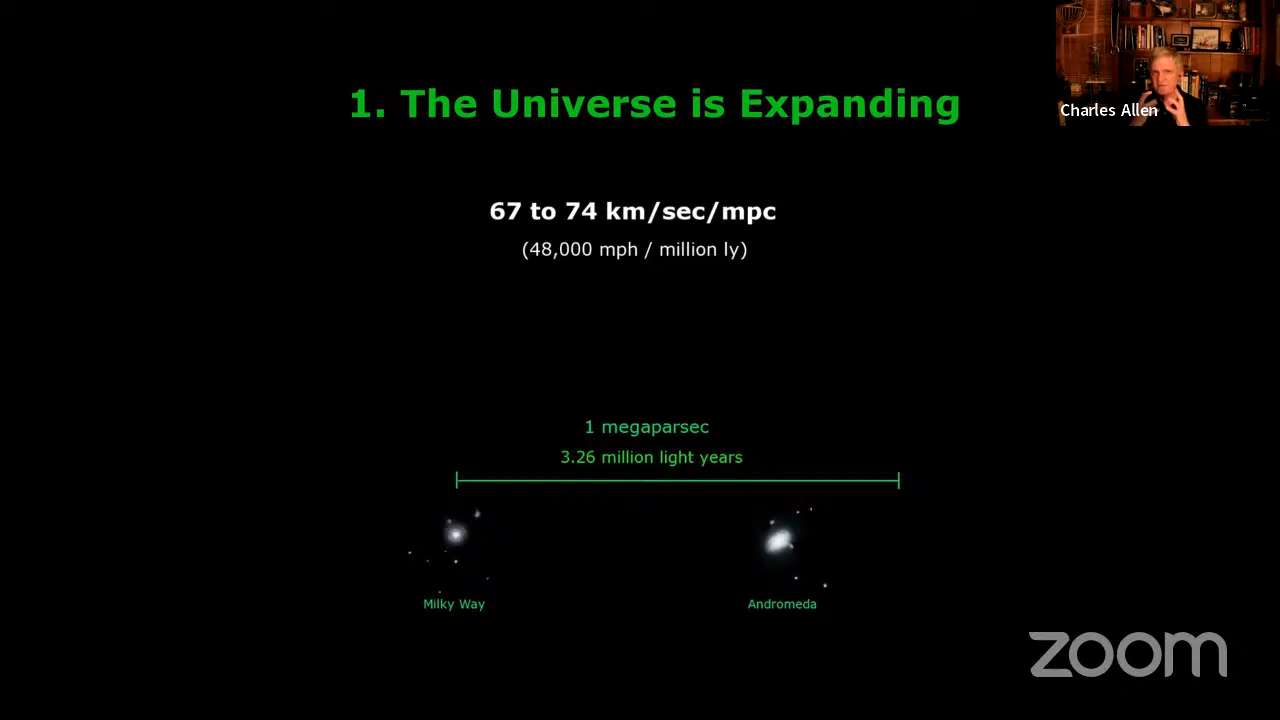 1. The Universe is Expanding
Charles Allen
67 to 74 km/sec/mpc
(48,000 mph / million ly)
1 megaparsec
3.26 million light years
Milky Way
Andromeda
zoom